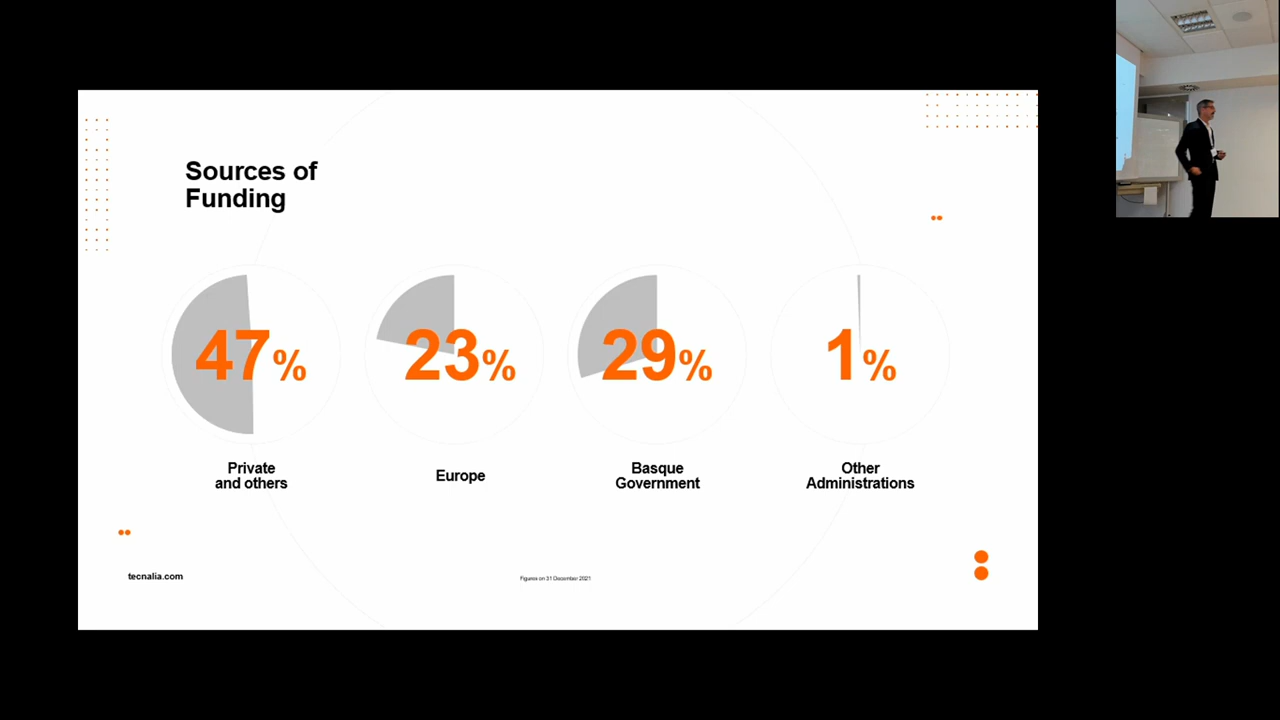 Sources of
Funding
47%
23%
29%
1%
Private
and others
Europe
Basque
Government
Other
Administrations
tecnalia.com
Figures on 31 December 2021